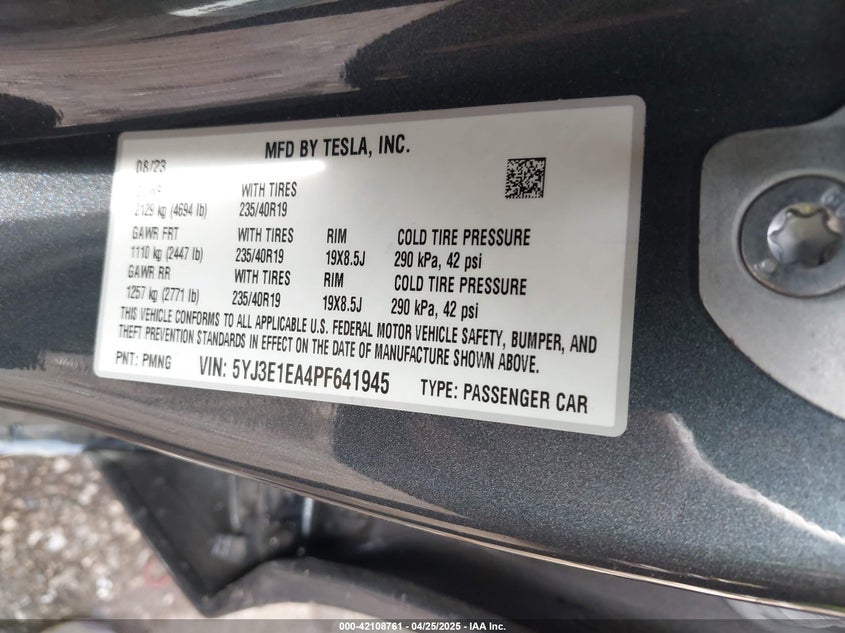 MFD BY TESLA, INC.
08/23
WITH TIRES
2129 kg (4694 lb) 235/40R19
GAWR FRT WITH TIRES RIM COLD TIRE PRESSURE
1110 kg (2447 lb) 235/40R19 19X8.5J 290 kPa, 42 psi
GAWR RR WITH TIRES RIM COLD TIRE PRESSURE
1257 kg (2771 lb) 235/40R19 19X8.5J 290 kPa, 42 psi
THIS VEHICLE CONFORMS TO ALL APPLICABLE U.S. FEDERAL MOTOR VEHICLE SAFETY, BUMPER, AND
THEFT PREVENTION STANDARDS IN EFFECT ON THE DATE OF MANUFACTURE SHOWN ABOVE.
PNT: PMNG VIN: 5YJ3E1EA4PF641945 TYPE: PASSENGER CAR
000-42108761 - 04/25/2025 - IAA Inc.